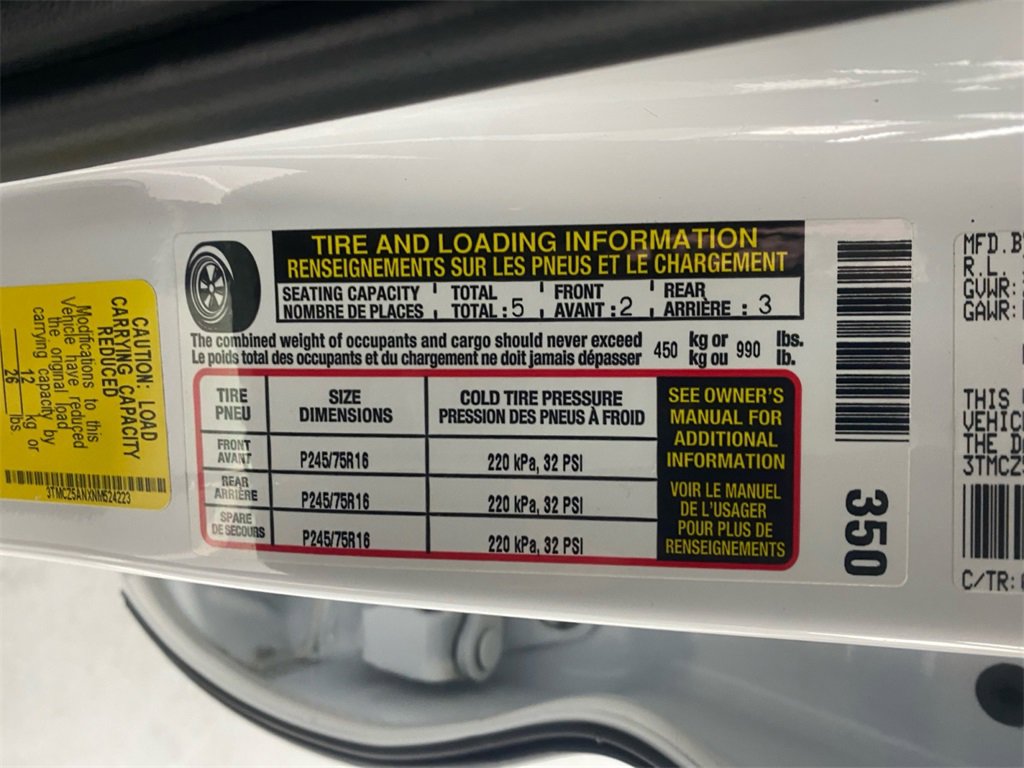 CAUTION: LOAD
CARRYING CAPACITY
REDUCED
Modifications to this
Vehicle have reduced
the original load
carrying capacity by
12 kg or
26 lbs
3TMCZ5ANXNM524223
TIRE AND LOADING INFORMATION
RENSEIGNEMENTS SUR LES PNEUS ET LE CHARGEMENT
SEATING CAPACITY TOTAL FRONT REAR
NOMBRE DE PLACES TOTAL : 5 AVANT : 2 ARRIÈRE : 3
The combined weight of occupants and cargo should never exceed 450 kg or 990 lbs.
Le poids total des occupants et du chargement ne doit jamais dépasser kg ou lb.
TIRE SIZE COLD TIRE PRESSURE
PNEU DIMENSIONS PRESSION DES PNEUS À FROID
FRONT
AVANT P245/75R16 220 kPa, 32 PSI
REAR
ARRIÈRE P245/75R16 220 kPa, 32 PSI
SPARE
DE SECOURS P245/75R16 220 kPa, 32 PSI
SEE OWNER'S
MANUAL FOR
ADDITIONAL
INFORMATION
VOIR LE MANUEL
DE L'USAGER
POUR PLUS DE
RENSEIGNEMENTS
350
MFD.B
R.L.
GVWR:
GAWR:
THIS
VEHIC
THE D
3TMCZ5
C/TR: